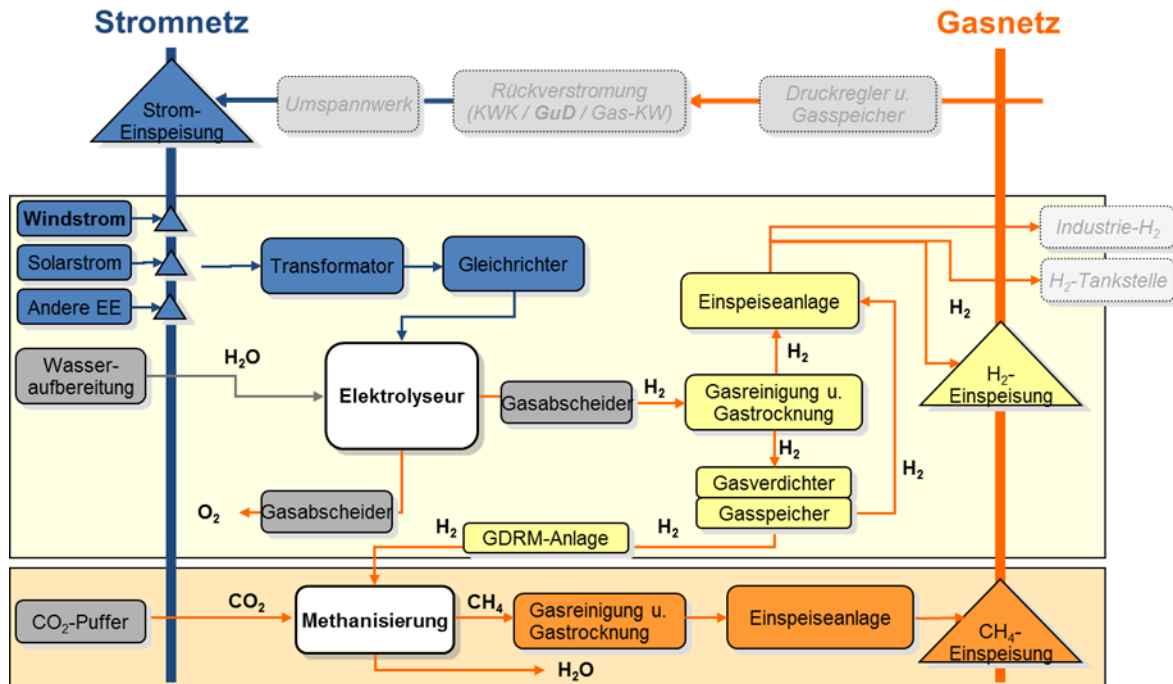 Stromnetz
Gasnetz
Strom-
Einspeisung
Umspannwerk
Rückverstromung
(KWK / GuD / Gas-KW)
Druckregler u.
Gasspeicher
Windstrom
Solarstrom
Andere EE
Transformator
Gleichrichter
Einspeiseanlage
Industrie-H₂
H₂-Tankstelle
H₂
Wasser-
aufbereitung
H₂O
Elektrolyseur
Gasabscheider
H₂
H₂
Gasreinigung u.
Gastrocknung
H₂-
Einspeisung
H₂
H₂
Gasverdichter
Gasspeicher
O₂
Gasabscheider
H₂
GDRM-Anlage
H₂
CO₂-Puffer
CO₂
Methanisierung
CH₄
Gasreinigung u.
Gastrocknung
Einspeiseanlage
CH₄-
Einspeisung
H₂O